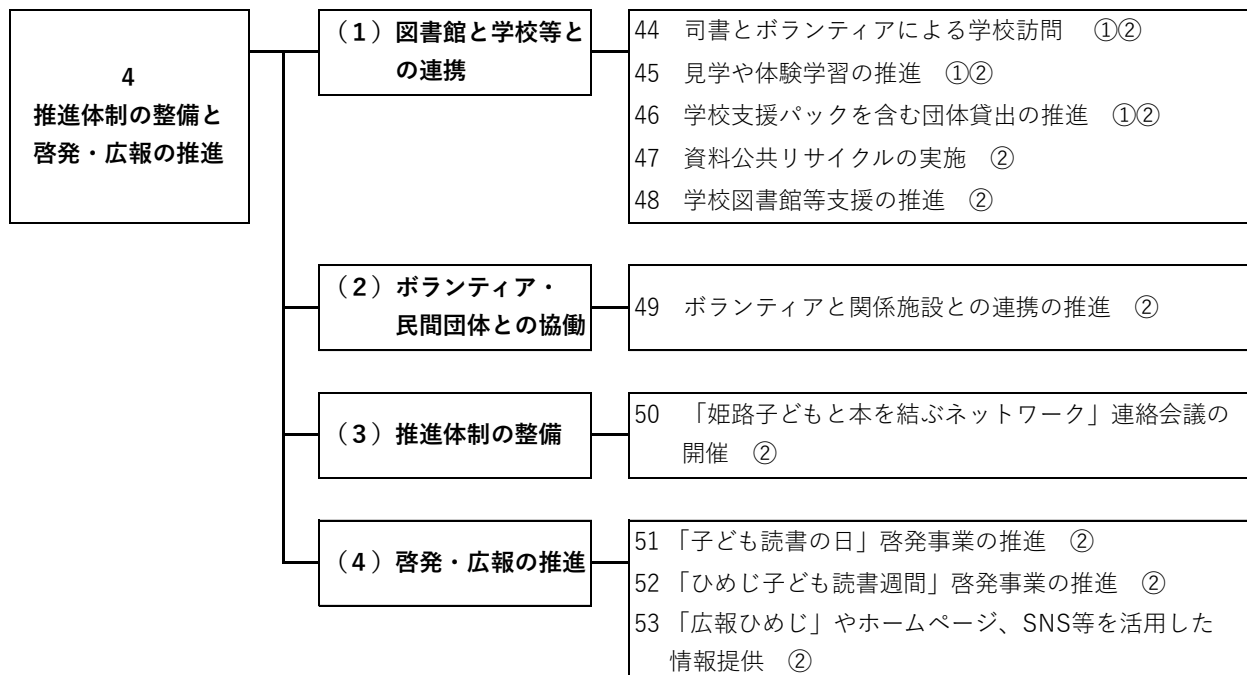 4
推進体制の整備と
啓発・広報の推進
（1）図書館と学校等と
の連携
44　司書とボランティアによる学校訪問　①②
45　見学や体験学習の推進　①②
46　学校支援パックを含む団体貸出の推進　①②
47　資料公共リサイクルの実施　②
48　学校図書館等支援の推進　②
（2）ボランティア・
民間団体との協働
49　ボランティアと関係施設との連携の推進　②
（3）推進体制の整備
50　「姫路子どもと本を結ぶネットワーク」連絡会議の
開催　②
（4）啓発・広報の推進
51 「子ども読書の日」啓発事業の推進　②
52 「ひめじ子ども読書週間」啓発事業の推進　②
53 「広報ひめじ」やホームページ、SNS等を活用した
情報提供　②